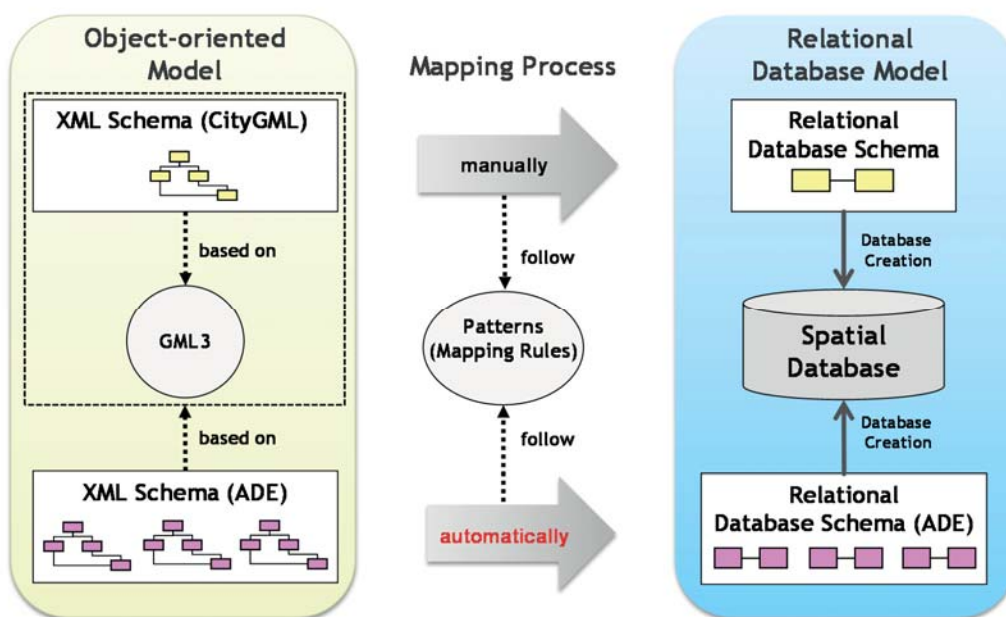 Object-oriented
Model
XML Schema (CityGML)
based on
GML3
based on
XML Schema (ADE)
Mapping Process
manually
follow
Patterns
(Mapping Rules)
follow
automatically
Relational
Database Model
Relational
Database Schema
Database
Creation
Spatial
Database
Database
Creation
Relational
Database Schema (ADE)